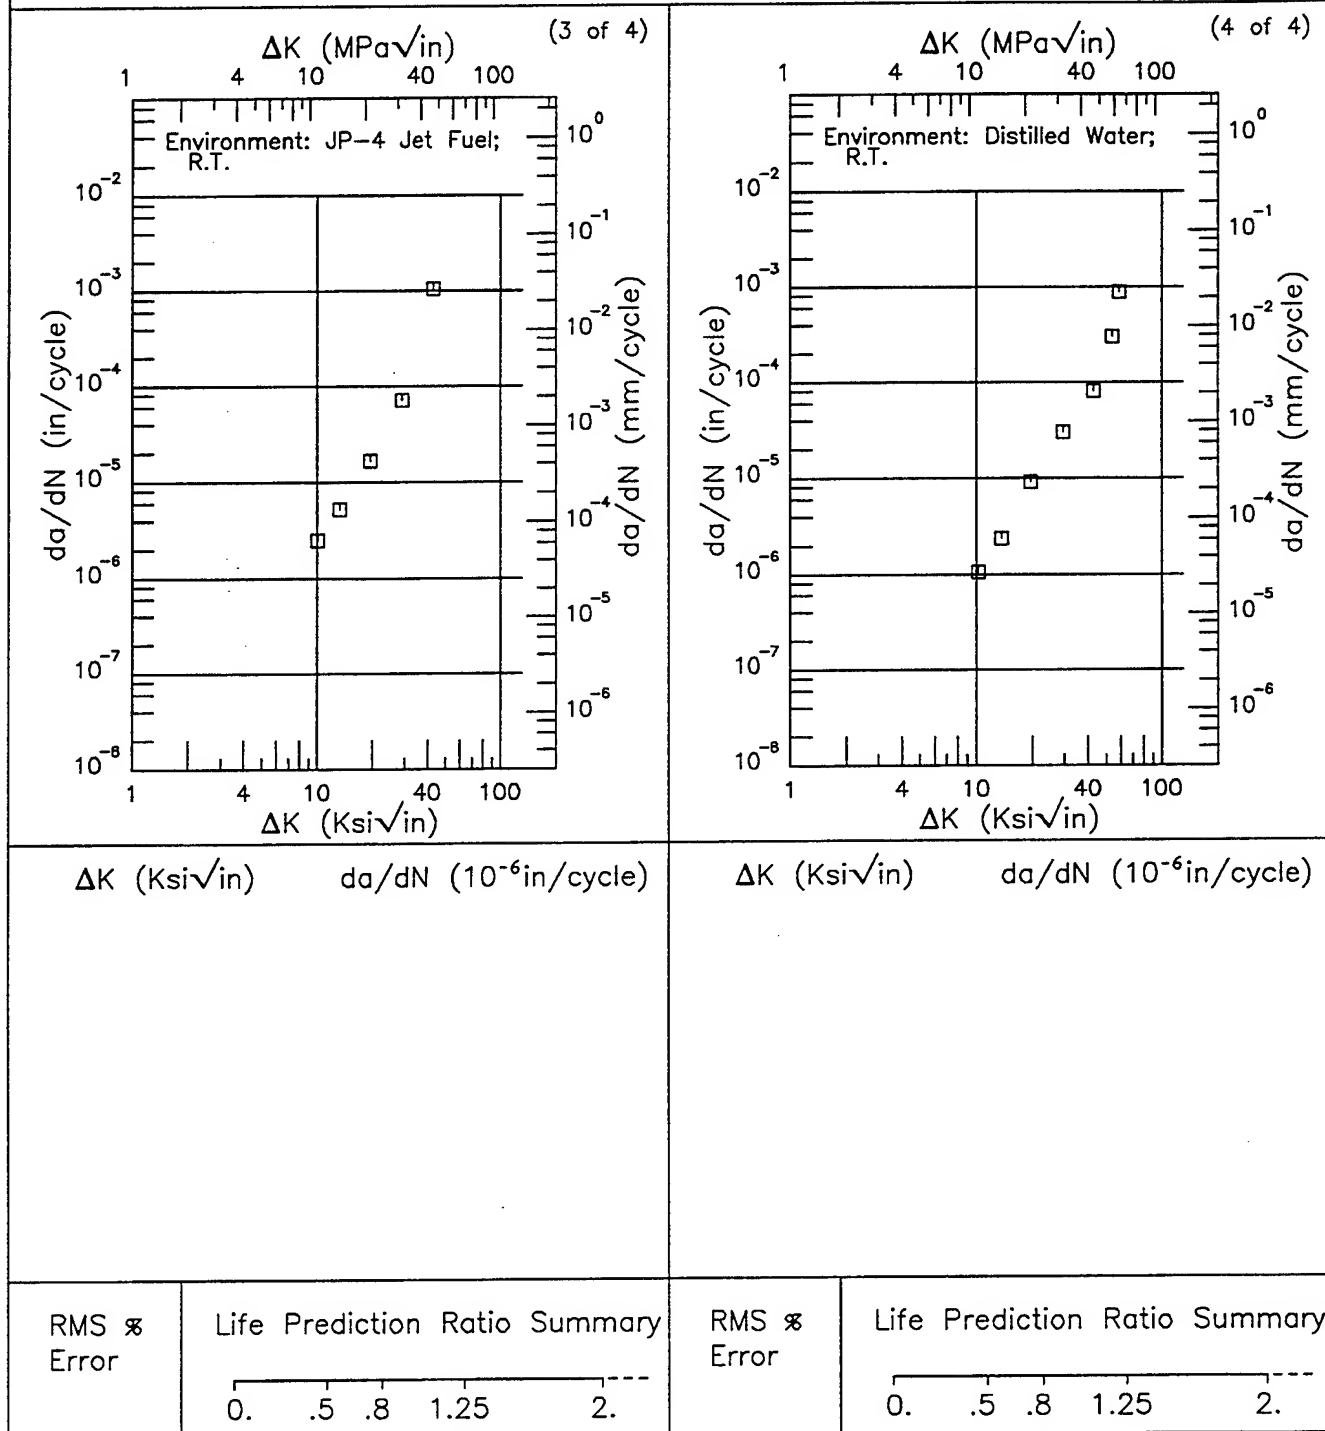 (3 of 4)
ΔK (MPa√in)
1 4 10 40 100
Environment: JP-4 Jet Fuel;
R.T.
da/dN (in/cycle)
10⁻²
10⁻³
10⁻⁴
10⁻⁵
10⁻⁶
10⁻⁷
10⁻⁸
da/dN (mm/cycle)
10⁰
10⁻¹
10⁻²
10⁻³
10⁻⁴
10⁻⁵
10⁻⁶
1 4 10 40 100
ΔK (Ksi√in)
ΔK (Ksi√in) da/dN (10⁻⁶in/cycle)
RMS %
Error
Life Prediction Ratio Summary
0. .5 .8 1.25 2.
(4 of 4)
ΔK (MPa√in)
1 4 10 40 100
Environment: Distilled Water;
R.T.
da/dN (in/cycle)
10⁻²
10⁻³
10⁻⁴
10⁻⁵
10⁻⁶
10⁻⁷
10⁻⁸
da/dN (mm/cycle)
10⁰
10⁻¹
10⁻²
10⁻³
10⁻⁴
10⁻⁵
10⁻⁶
1 4 10 40 100
ΔK (Ksi√in)
ΔK (Ksi√in) da/dN (10⁻⁶in/cycle)
RMS %
Error
Life Prediction Ratio Summary
0. .5 .8 1.25 2.